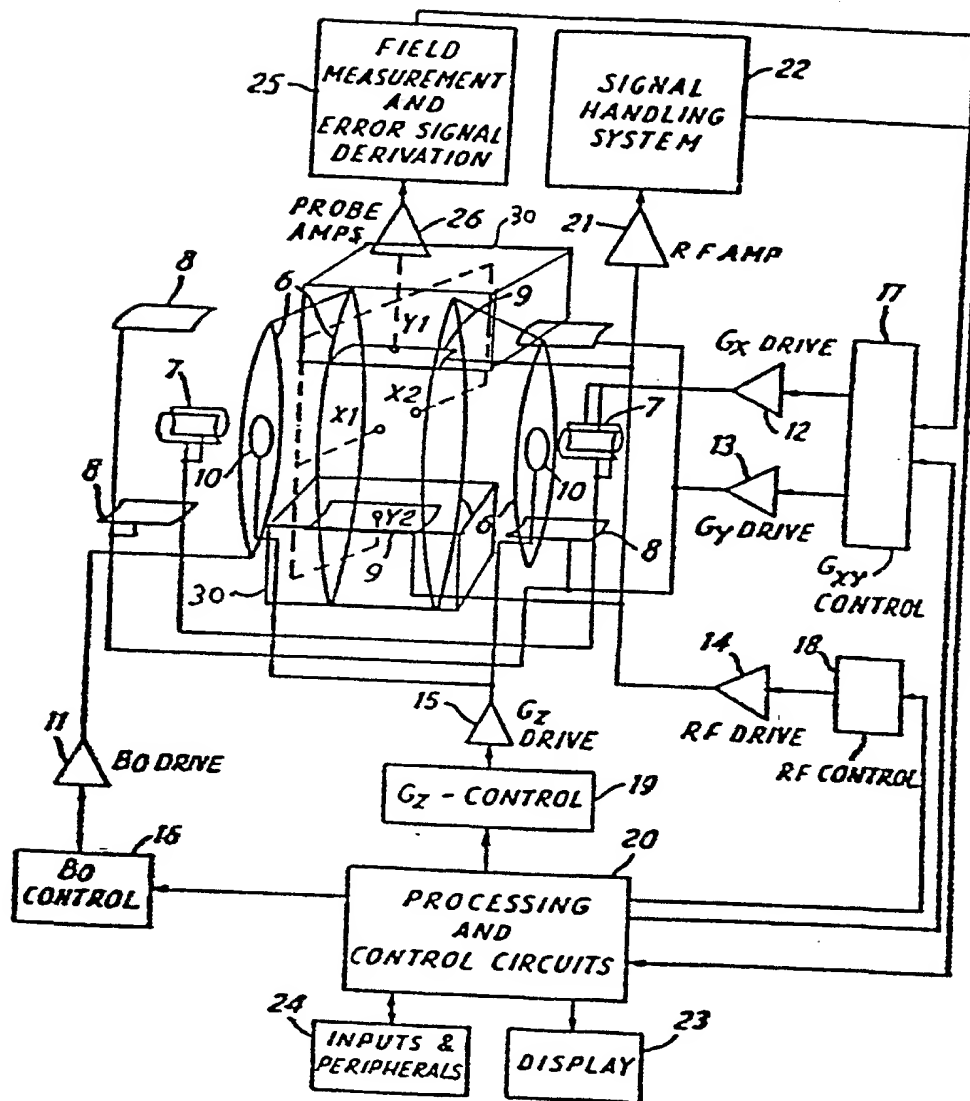 FIELD
MEASUREMENT
AND
ERROR SIGNAL
DERIVATION
25
SIGNAL
HANDLING
SYSTEM
22
PROBE
AMPS
26
30
21
RF AMP
8
6
9
Y1
17
7
GX DRIVE
12
X1
X2
7
10
10
13
GY DRIVE
8
Y2
6
8
9
30
GXY
CONTROL
14
18
15
GZ
DRIVE
RF DRIVE
RF CONTROL
11
BO DRIVE
GZ - CONTROL
19
16
BO
CONTROL
20
PROCESSING
AND
CONTROL CIRCUITS
24
INPUTS &
PERIPHERALS
DISPLAY
23